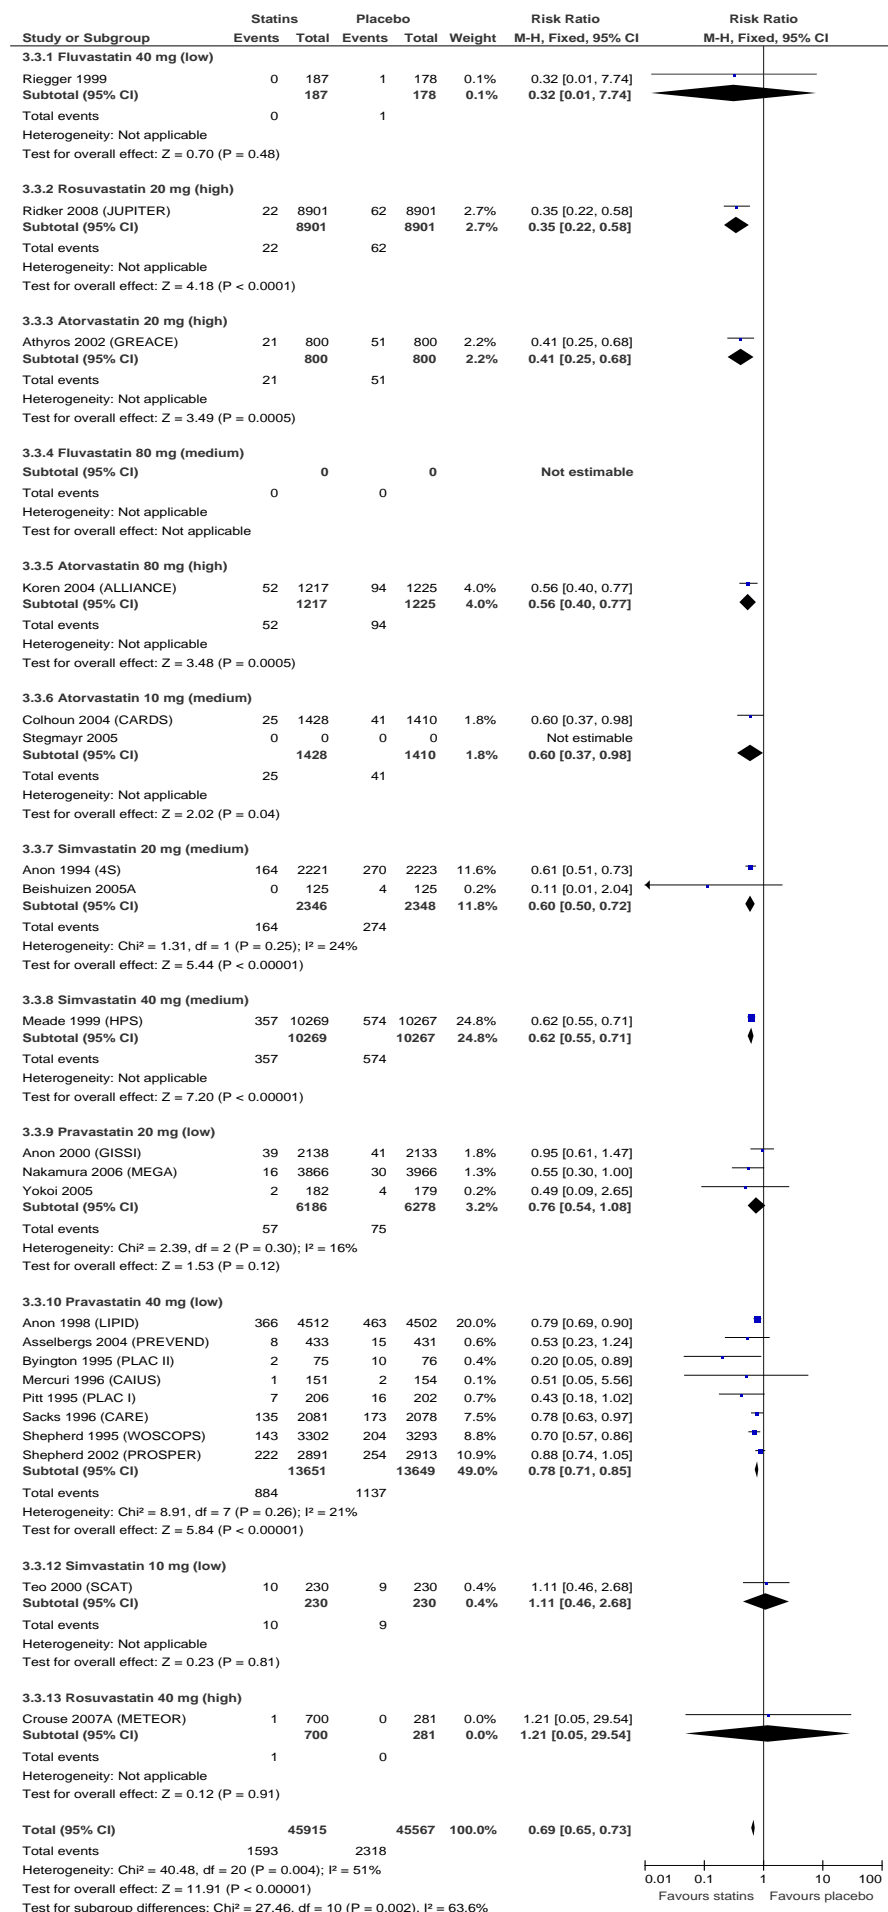 Statins Placebo Risk Ratio Risk Ratio
Study or Subgroup Events Total Events Total Weight M-H, Fixed, 95% CI M-H, Fixed, 95% CI
3.3.1 Fluvastatin 40 mg (low)
Riegger 1999 0 187 1 178 0.1% 0.32 [0.01, 7.74]
Subtotal (95% CI) 187 178 0.1% 0.32 [0.01, 7.74]
Total events 0 1
Heterogeneity: Not applicable
Test for overall effect: Z = 0.70 (P = 0.48)
3.3.2 Rosuvastatin 20 mg (high)
Ridker 2008 (JUPITER) 22 8901 62 8901 2.7% 0.35 [0.22, 0.58]
Subtotal (95% CI) 8901 8901 2.7% 0.35 [0.22, 0.58]
Total events 22 62
Heterogeneity: Not applicable
Test for overall effect: Z = 4.18 (P < 0.0001)
3.3.3 Atorvastatin 20 mg (high)
Athyros 2002 (GREACE) 21 800 51 800 2.2% 0.41 [0.25, 0.68]
Subtotal (95% CI) 800 800 2.2% 0.41 [0.25, 0.68]
Total events 21 51
Heterogeneity: Not applicable
Test for overall effect: Z = 3.49 (P = 0.0005)
3.3.4 Fluvastatin 80 mg (medium)
Subtotal (95% CI) 0 0 Not estimable
Total events 0 0
Heterogeneity: Not applicable
Test for overall effect: Not applicable
3.3.5 Atorvastatin 80 mg (high)
Koren 2004 (ALLIANCE) 52 1217 94 1225 4.0% 0.56 [0.40, 0.77]
Subtotal (95% CI) 1217 1225 4.0% 0.56 [0.40, 0.77]
Total events 52 94
Heterogeneity: Not applicable
Test for overall effect: Z = 3.48 (P = 0.0005)
3.3.6 Atorvastatin 10 mg (medium)
Colhoun 2004 (CARDS) 25 1428 41 1410 1.8% 0.60 [0.37, 0.98]
Stegmayr 2005 0 0 0 0 Not estimable
Subtotal (95% CI) 1428 1410 1.8% 0.60 [0.37, 0.98]
Total events 25 41
Heterogeneity: Not applicable
Test for overall effect: Z = 2.02 (P = 0.04)
3.3.7 Simvastatin 20 mg (medium)
Anon 1994 (4S) 164 2221 270 2223 11.6% 0.61 [0.51, 0.73]
Beishuizen 2005A 0 125 4 125 0.2% 0.11 [0.01, 2.04]
Subtotal (95% CI) 2346 2348 11.8% 0.60 [0.50, 0.72]
Total events 164 274
Heterogeneity: Chi² = 1.31, df = 1 (P = 0.25); I² = 24%
Test for overall effect: Z = 5.44 (P < 0.00001)
3.3.8 Simvastatin 40 mg (medium)
Meade 1999 (HPS) 357 10269 574 10267 24.8% 0.62 [0.55, 0.71]
Subtotal (95% CI) 10269 10267 24.8% 0.62 [0.55, 0.71]
Total events 357 574
Heterogeneity: Not applicable
Test for overall effect: Z = 7.20 (P < 0.00001)
3.3.9 Pravastatin 20 mg (low)
Anon 2000 (GISSI) 39 2138 41 2133 1.8% 0.95 [0.61, 1.47]
Nakamura 2006 (MEGA) 16 3866 30 3966 1.3% 0.55 [0.30, 1.00]
Yokoi 2005 2 182 4 179 0.2% 0.49 [0.09, 2.65]
Subtotal (95% CI) 6186 6278 3.2% 0.76 [0.54, 1.08]
Total events 57 75
Heterogeneity: Chi² = 2.39, df = 2 (P = 0.30); I² = 16%
Test for overall effect: Z = 1.53 (P = 0.12)
3.3.10 Pravastatin 40 mg (low)
Anon 1998 (LIPID) 366 4512 463 4502 20.0% 0.79 [0.69, 0.90]
Asselbergs 2004 (PREVEND) 8 433 15 431 0.6% 0.53 [0.23, 1.24]
Byington 1995 (PLAC II) 2 75 10 76 0.4% 0.20 [0.05, 0.89]
Mercuri 1996 (CAIUS) 1 151 2 154 0.1% 0.51 [0.05, 5.56]
Pitt 1995 (PLAC I) 7 206 16 202 0.7% 0.43 [0.18, 1.02]
Sacks 1996 (CARE) 135 2081 173 2078 7.5% 0.78 [0.63, 0.97]
Shepherd 1995 (WOSCOPS) 143 3302 204 3293 8.8% 0.70 [0.57, 0.86]
Shepherd 2002 (PROSPER) 222 2891 254 2913 10.9% 0.88 [0.74, 1.05]
Subtotal (95% CI) 13651 13649 49.0% 0.78 [0.71, 0.85]
Total events 884 1137
Heterogeneity: Chi² = 8.91, df = 7 (P = 0.26); I² = 21%
Test for overall effect: Z = 5.84 (P < 0.00001)
3.3.12 Simvastatin 10 mg (low)
Teo 2000 (SCAT) 10 230 9 230 0.4% 1.11 [0.46, 2.68]
Subtotal (95% CI) 230 230 0.4% 1.11 [0.46, 2.68]
Total events 10 9
Heterogeneity: Not applicable
Test for overall effect: Z = 0.23 (P = 0.81)
3.3.13 Rosuvastatin 40 mg (high)
Crouse 2007A (METEOR) 1 700 0 281 0.0% 1.21 [0.05, 29.54]
Subtotal (95% CI) 700 281 0.0% 1.21 [0.05, 29.54]
Total events 1 0
Heterogeneity: Not applicable
Test for overall effect: Z = 0.12 (P = 0.91)
Total (95% CI) 45915 45567 100.0% 0.69 [0.65, 0.73]
Total events 1593 2318
Heterogeneity: Chi² = 40.48, df = 20 (P = 0.004); I² = 51%
Test for overall effect: Z = 11.91 (P < 0.00001)
Test for subgroup differences: Chi² = 27.46, df = 10 (P = 0.002), I² = 63.6%
0.01 0.1 1 10 100
Favours statins Favours placebo